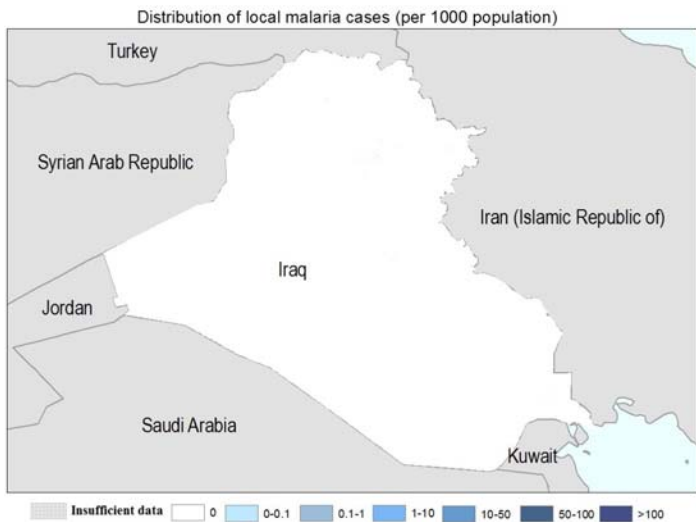 Distribution of local malaria cases (per 1000 population)
Turkey
Syrian Arab Republic
Iran (Islamic Republic of)
Iraq
Jordan
Saudi Arabia
Kuwait
Insufficient data 0 0-0.1 0.1-1 1-10 10-50 50-100 >100